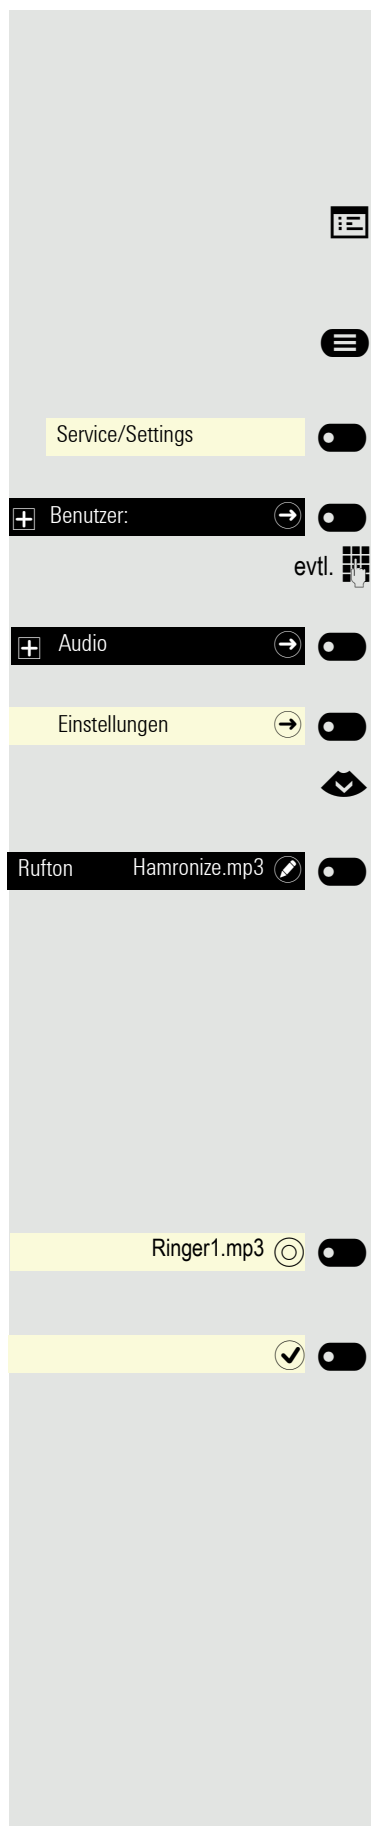 Service/Settings
Benutzer:
evtl.
Audio
Einstellungen
Rufton Hamronize.mp3
Ringer1.mp3